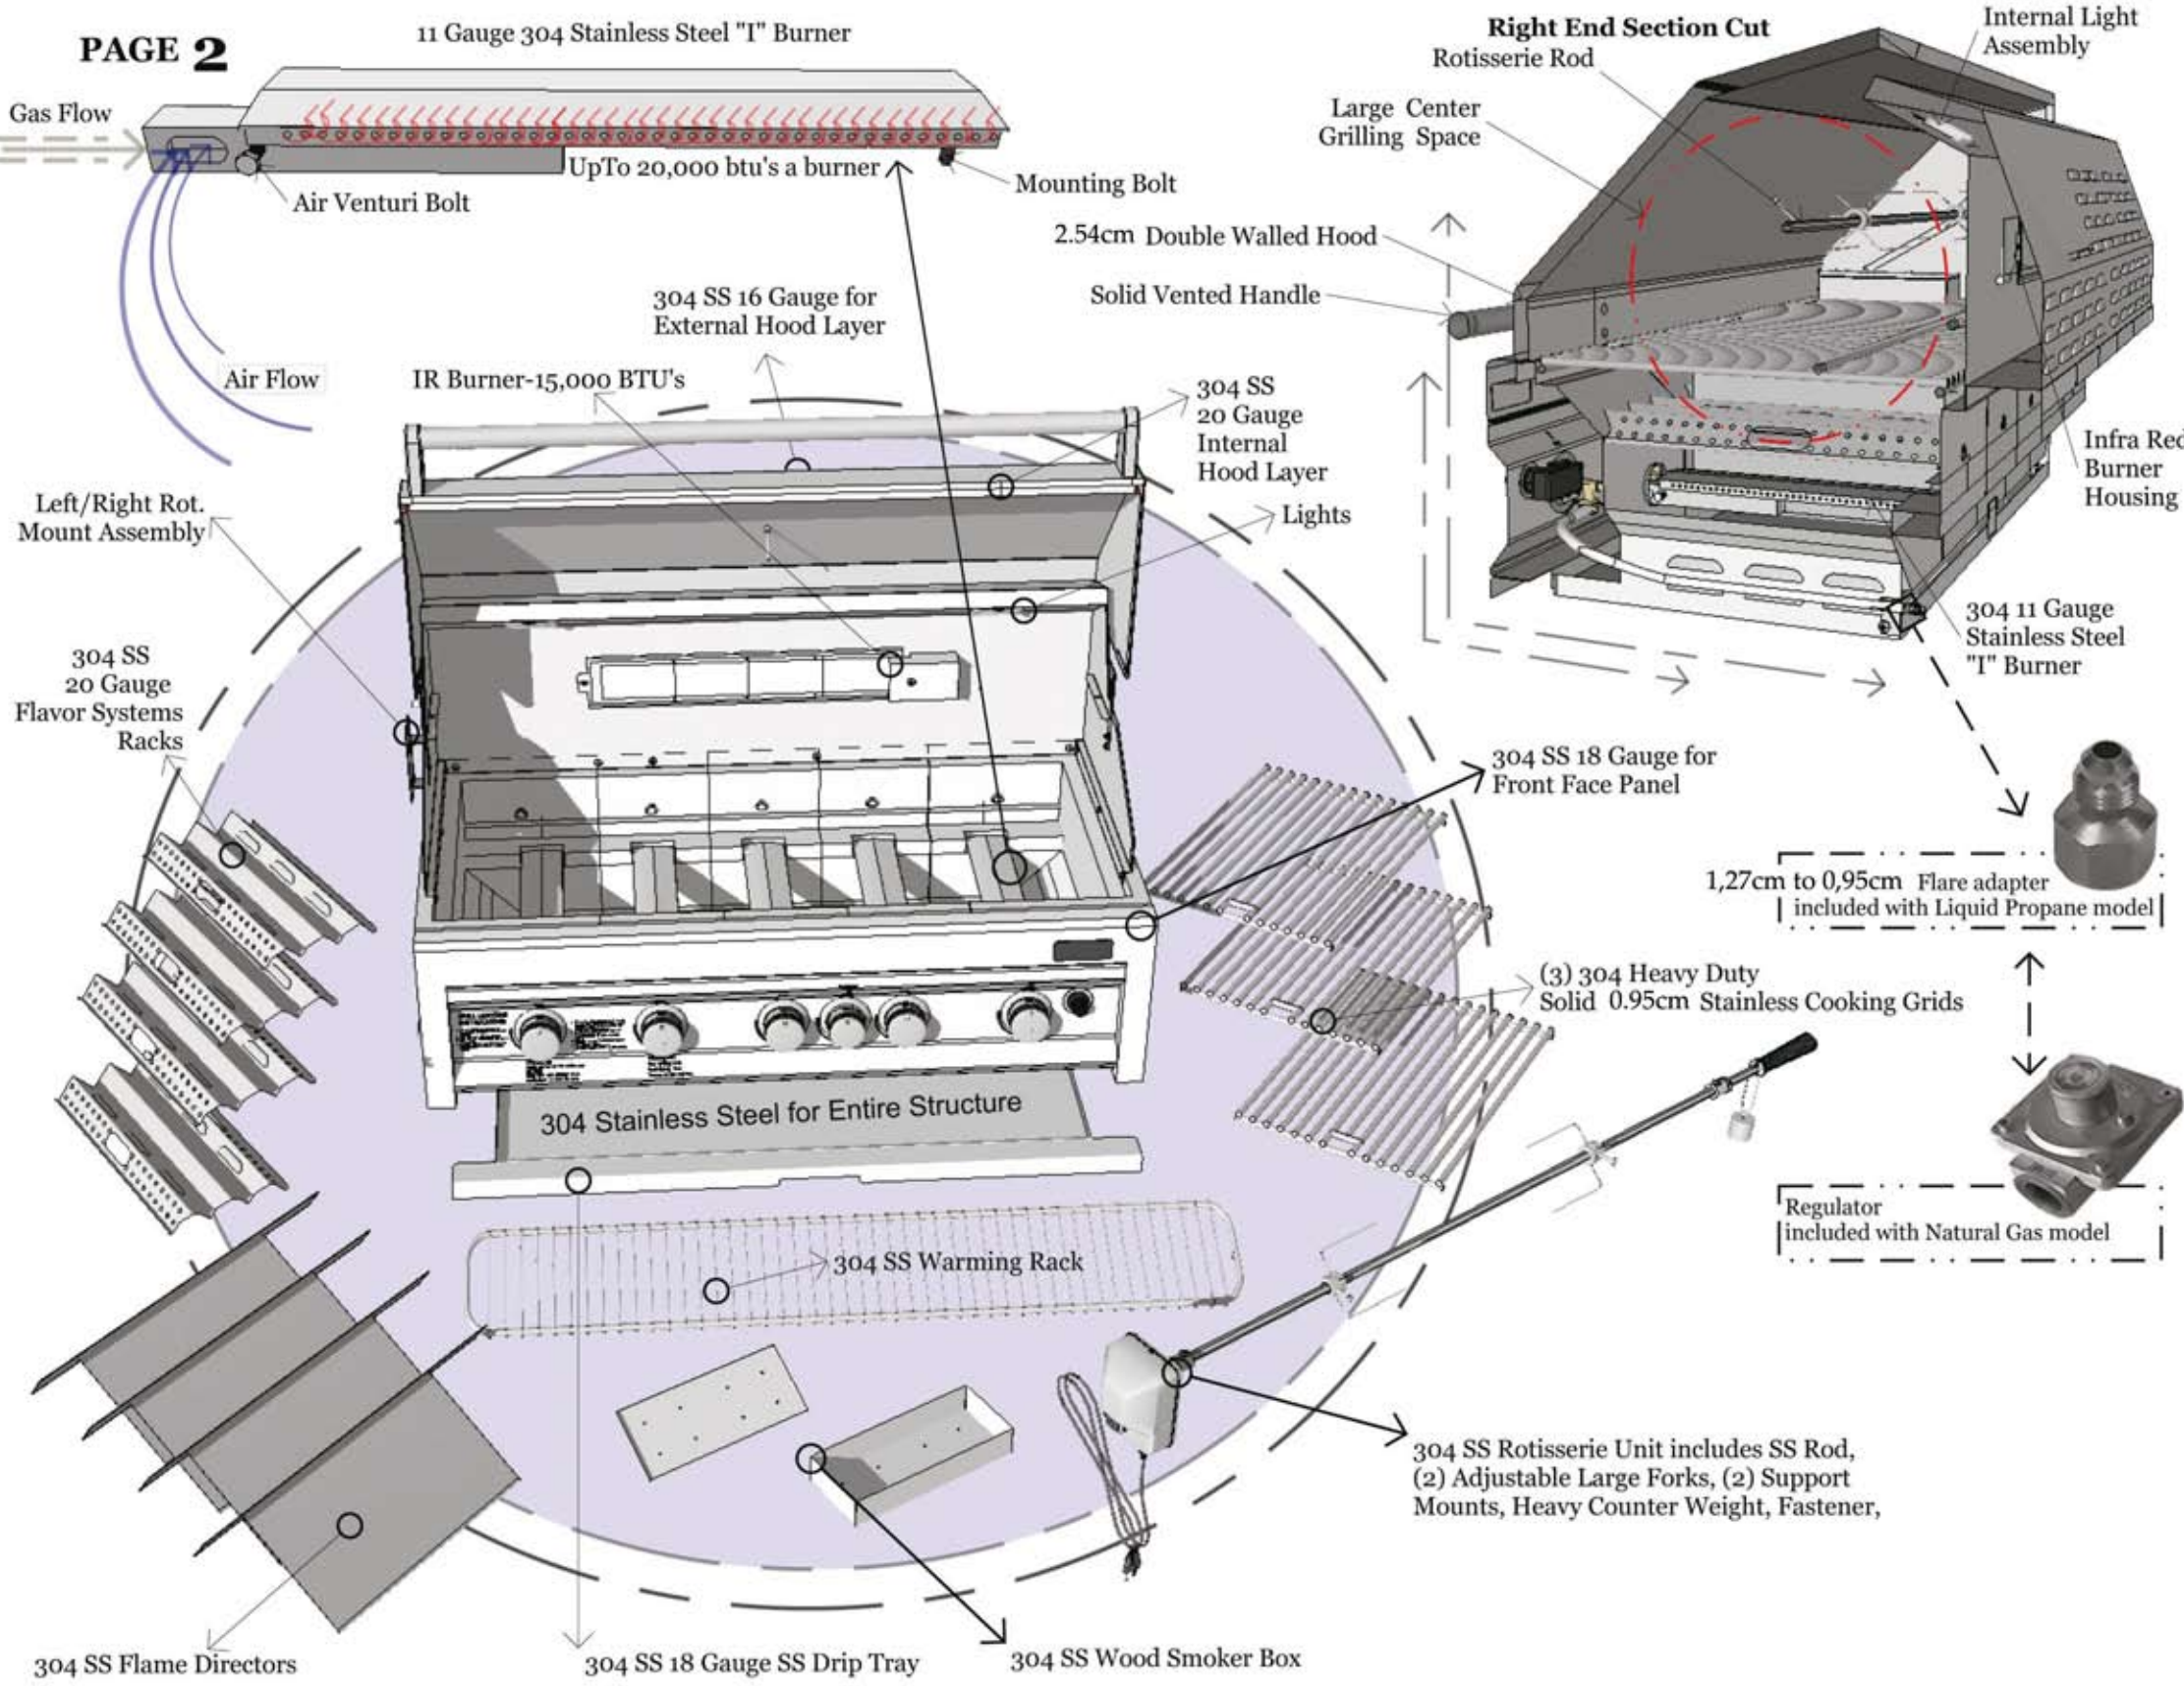 PAGE 2
11 Gauge 304 Stainless Steel "I" Burner
Gas Flow
UpTo 20,000 btu's a burner
Mounting Bolt
Air Venturi Bolt
Air Flow
Right End Section Cut
Internal Light
Assembly
Rotisserie Rod
Large Center
Grilling Space
2.54cm Double Walled Hood
Solid Vented Handle
Infra Red
Burner
Housing
304 11 Gauge
Stainless Steel
"I" Burner
304 SS 16 Gauge for
External Hood Layer
IR Burner-15,000 BTU's
304 SS
20 Gauge
Internal
Hood Layer
Lights
Left/Right Rot.
Mount Assembly
304 SS
20 Gauge
Flavor Systems
Racks
304 SS 18 Gauge for
Front Face Panel
1,27cm to 0,95cm Flare adapter
included with Liquid Propane model
(3) 304 Heavy Duty
Solid 0.95cm Stainless Cooking Grids
304 Stainless Steel for Entire Structure
Regulator
included with Natural Gas model
304 SS Warming Rack
304 SS Rotisserie Unit includes SS Rod,
(2) Adjustable Large Forks, (2) Support
Mounts, Heavy Counter Weight, Fastener,
304 SS Flame Directors
304 SS 18 Gauge SS Drip Tray
304 SS Wood Smoker Box